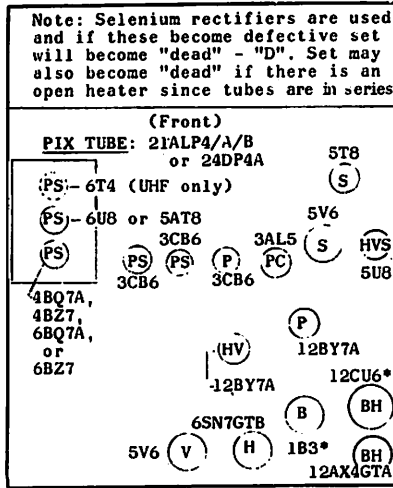 Note: Selenium rectifiers are used
and if these become defective set
will become "dead" - "D". Set may
also become "dead" if there is an
open heater since tubes are in series
(Front)
PIX TUBE: 21ALP4/A/B
or 24DP4A
PS - 6T4 (UHF only)
5T8
S
PS - 6U8 or 5AT8
5V6
S
HVS
5U8
3CB6
3AL5
PS
PS
PS
P
PC
3CB6
3CB6
4BQ7A,
4BZ7,
6BQ7A,
or
6BZ7
P
12BY7A
HV
12BY7A
12CU6*
BH
B
1B3*
6SN7GTB
5V6
V
H
BH
12AX4GTA